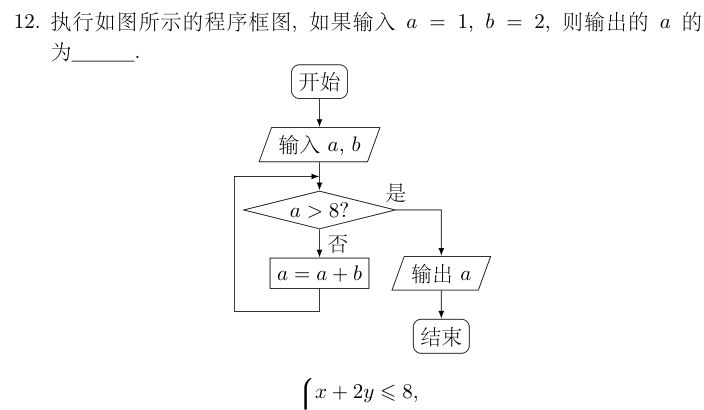 12. 执行如图所示的程序框图, 如果输入 a = 1, b = 2, 则输出的 a 的
为______.
开始
输入 a, b
是
a > 8?
否
a = a + b
输出 a
结束
x + 2y ⩽ 8,